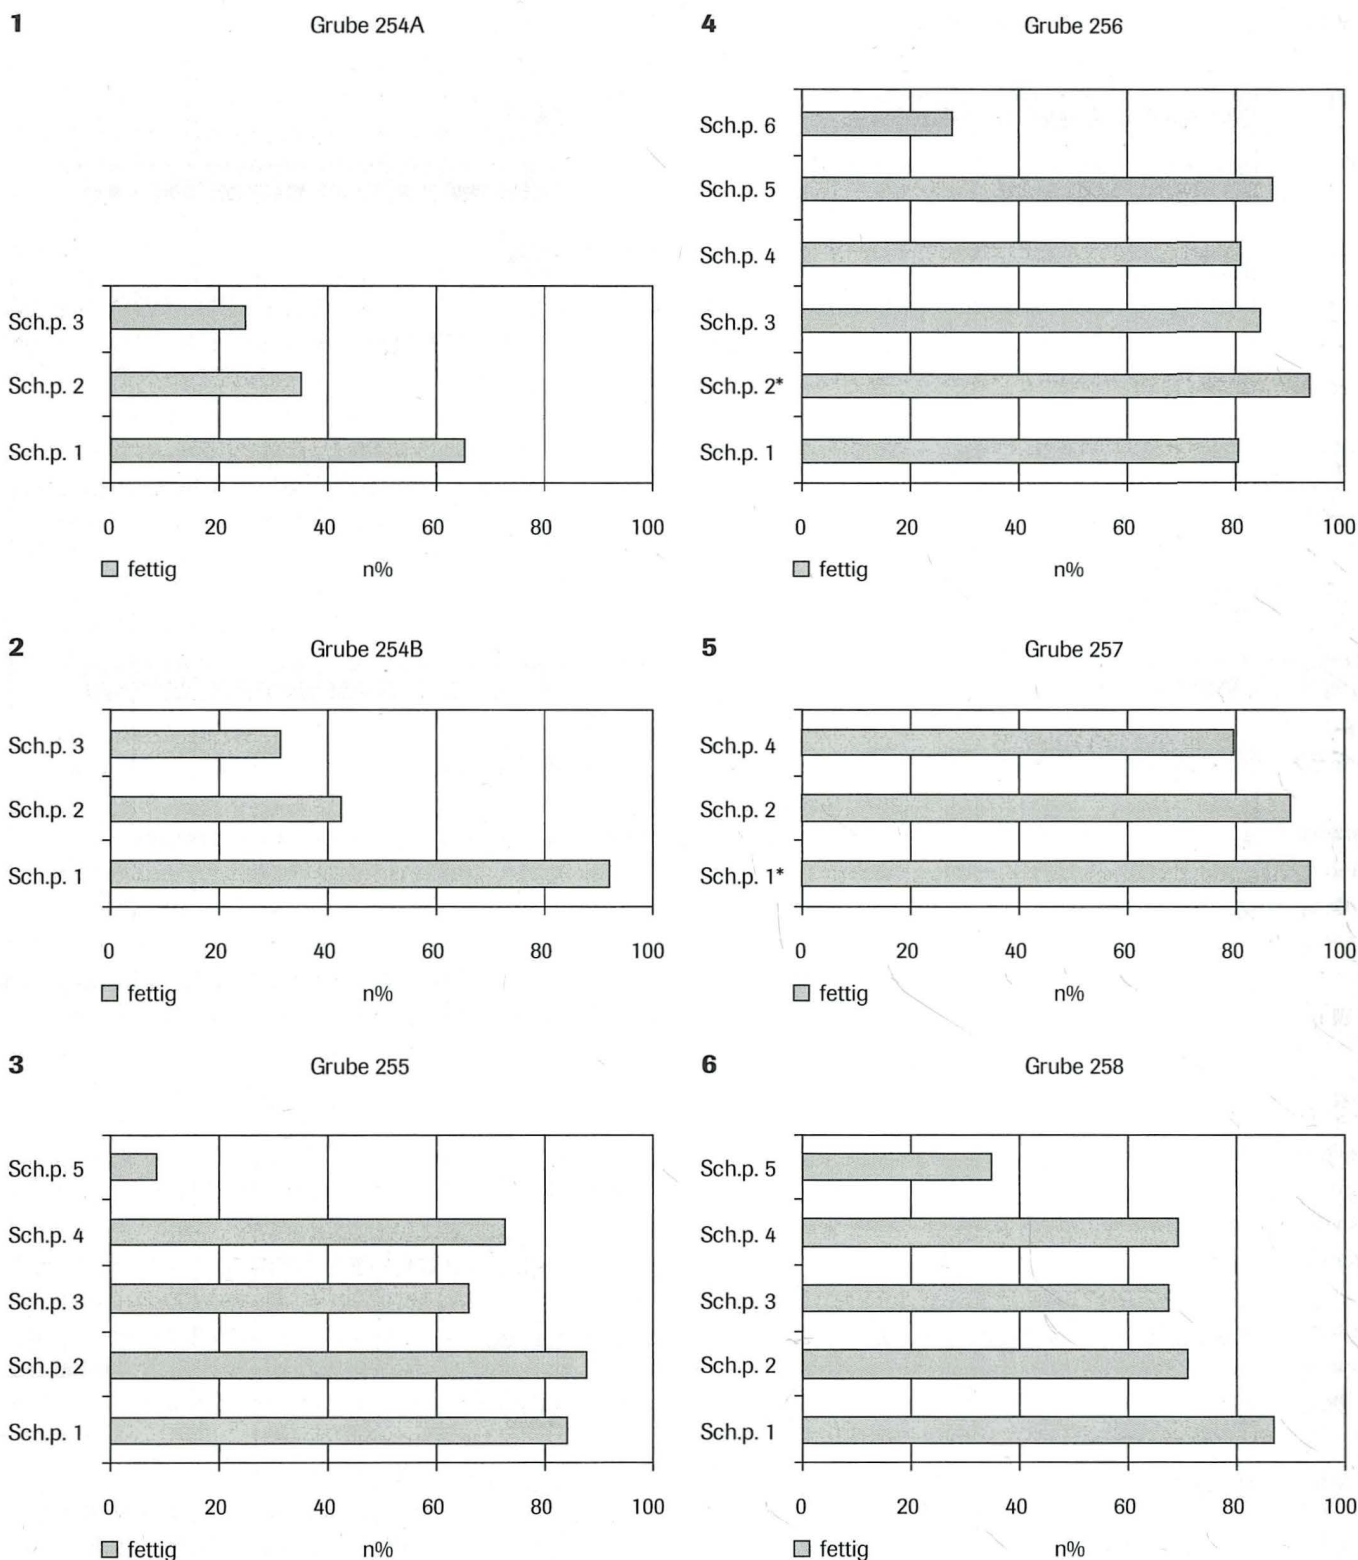 1
Grube 254A
Sch.p. 3
Sch.p. 2
Sch.p. 1
0 20 40 60 80 100
fettig n%
2
Grube 254B
Sch.p. 3
Sch.p. 2
Sch.p. 1
0 20 40 60 80 100
fettig n%
3
Grube 255
Sch.p. 5
Sch.p. 4
Sch.p. 3
Sch.p. 2
Sch.p. 1
0 20 40 60 80 100
fettig n%
4
Grube 256
Sch.p. 6
Sch.p. 5
Sch.p. 4
Sch.p. 3
Sch.p. 2*
Sch.p. 1
0 20 40 60 80 100
fettig n%
5
Grube 257
Sch.p. 4
Sch.p. 2
Sch.p. 1*
0 20 40 60 80 100
fettig n%
6
Grube 258
Sch.p. 5
Sch.p. 4
Sch.p. 3
Sch.p. 2
Sch.p. 1
0 20 40 60 80 100
fettig n%